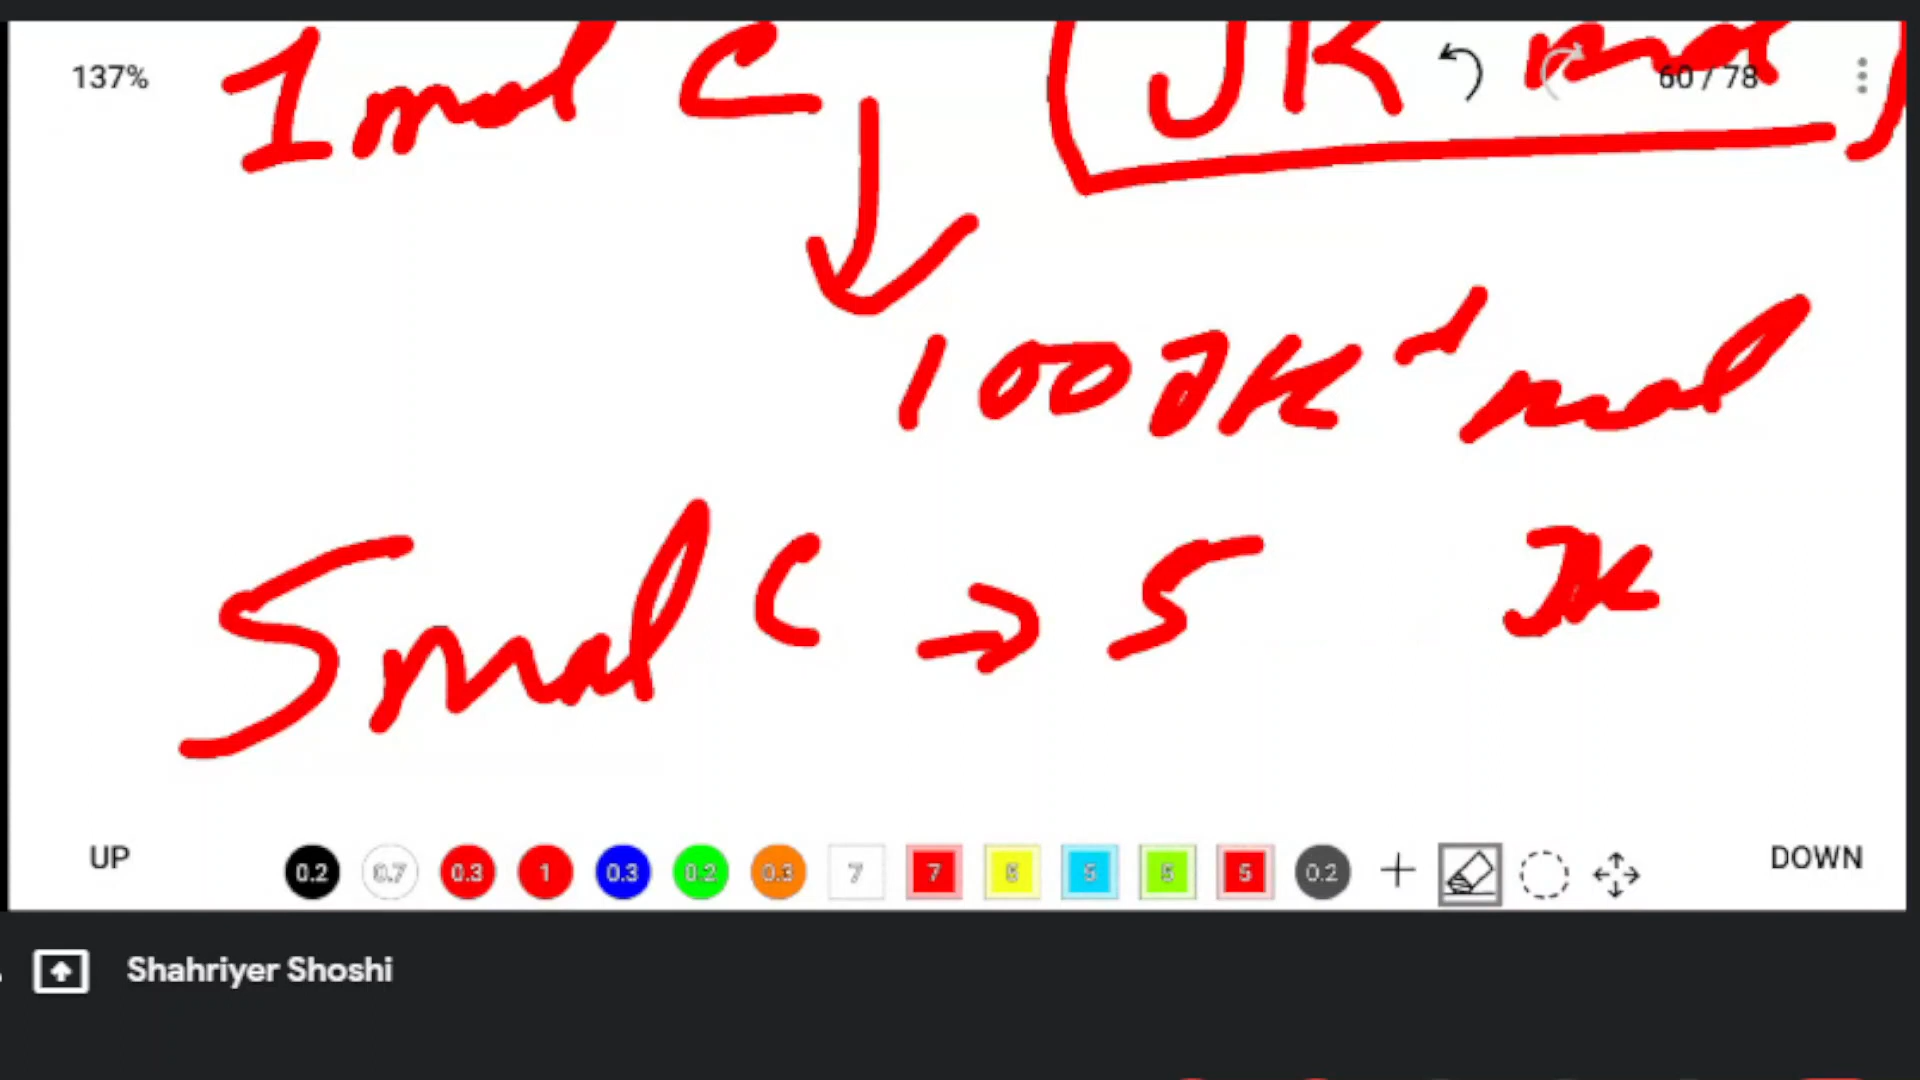 137%
1 mol C (JK mol)
60 / 78
100 JK⁻¹ mol
5 mol C → 5 JK
UP
0.2 0.7 0.3 1 0.3 0.2 0.3 7 7 5 5 5 5 0.2
DOWN
Shahriyer Shoshi